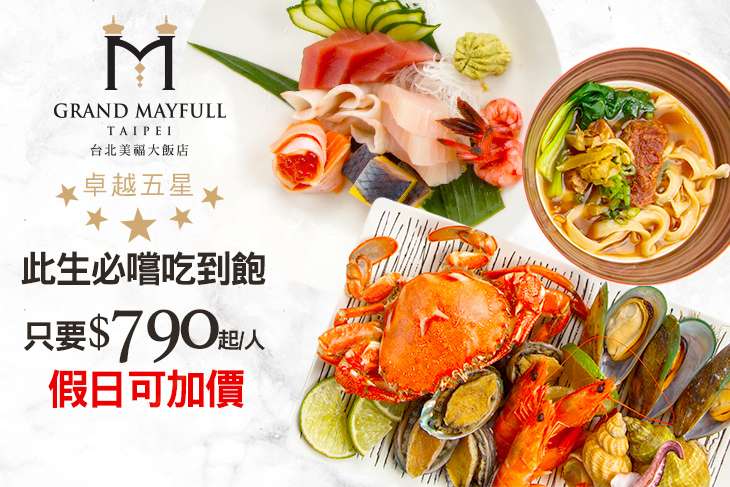 GRAND MAYFULL
TAIPEI
台北美福大飯店
卓越五星
此生必嚐吃到飽
只要$790起/人
假日可加價